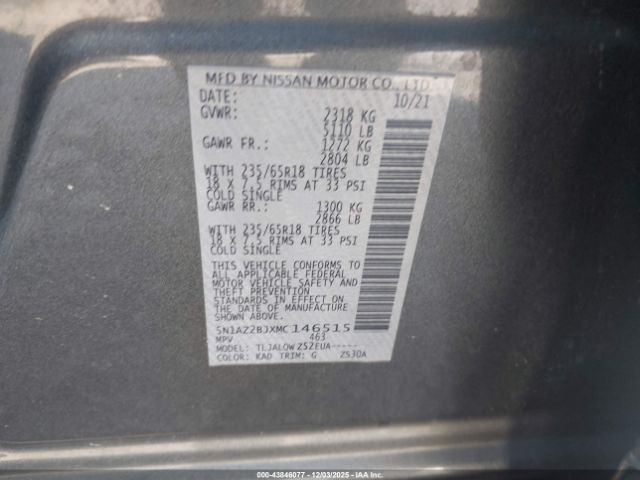 MFD BY NISSAN MOTOR CO., LTD.
DATE: 10/21
GVWR: 2318 KG
5110 LB
GAWR FR.: 1272 KG
2804 LB
WITH 235/65R18 TIRES
18 X 7.5 RIMS AT 33 PSI
COLD SINGLE
GAWR RR.: 1300 KG
2866 LB
WITH 235/65R18 TIRES
18 X 7.5 RIMS AT 33 PSI
COLD SINGLE
THIS VEHICLE CONFORMS TO
ALL APPLICABLE FEDERAL
MOTOR VEHICLE SAFETY AND
THEFT PREVENTION
STANDARDS IN EFFECT ON
THE DATE OF MANUFACTURE
5N1AZ2BJXMC146515
MPV 463
MODEL: TLJALOWZ52EUA-----
COLOR: KAD TRIM: G ZS30A
© 43846077 - 12/03/2025 - IAA Inc.